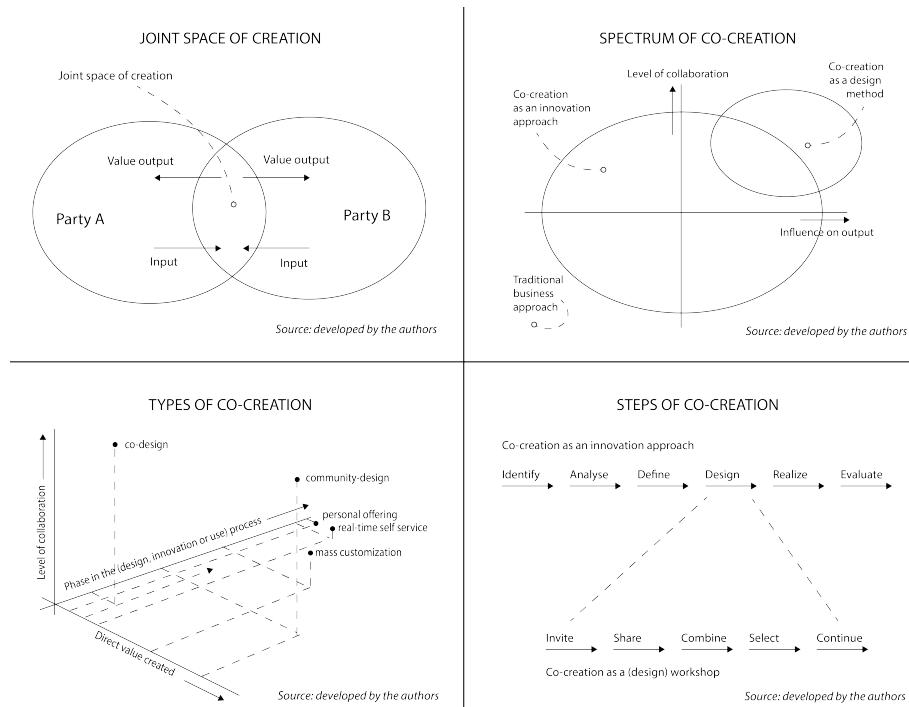 JOINT SPACE OF CREATION
Joint space of creation
Value output
Value output
Party A
Party B
Input
Input
Source: developed by the authors
SPECTRUM OF CO-CREATION
Level of collaboration
Co-creation
as a design
method
Co-creation
as an innovation
approach
Influence on output
Traditional
business
approach
Source: developed by the authors
TYPES OF CO-CREATION
co-design
community-design
personal offering
real-time self service
mass customization
Level of collaboration
Phase in the (design, innovation or use) process
Direct value created
Source: developed by the authors
STEPS OF CO-CREATION
Co-creation as an innovation approach
Identify Analyse Define Design Realize Evaluate
Invite Share Combine Select Continue
Co-creation as a (design) workshop
Source: developed by the authors